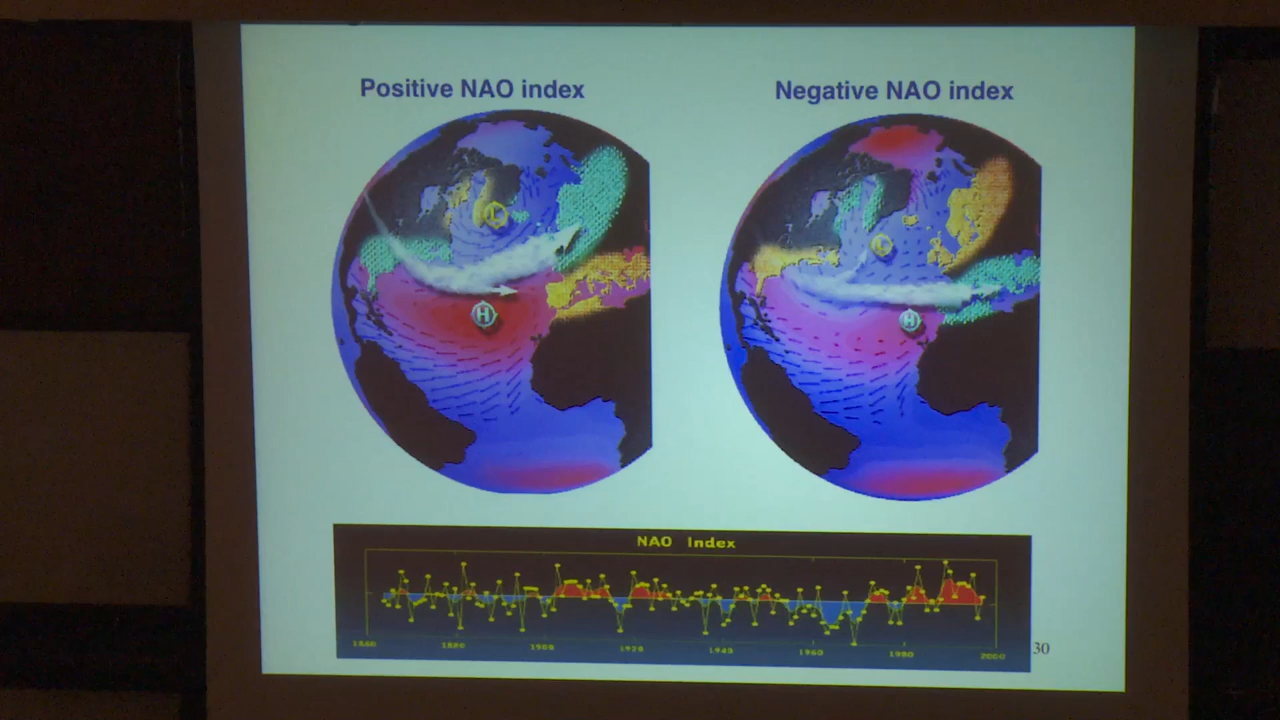 Positive NAO index
Negative NAO index
L
L
H
H
NAO Index
1860
1880
1900
1920
1940
1960
1980
2000
30